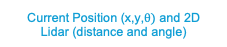 Current Position (x,y,θ) and 2D
Lidar (distance and angle)